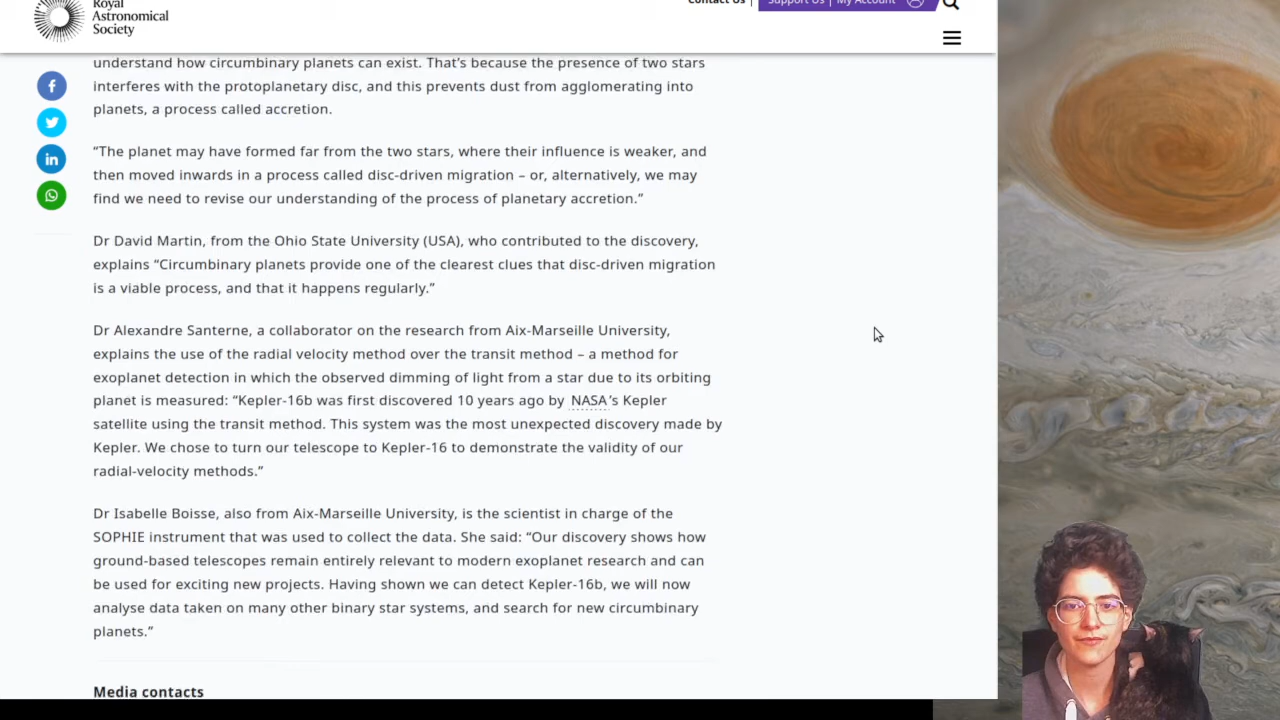 Royal
Astronomical
Society
Contact Us
Support Us
My Account
understand how circumbinary planets can exist. That’s because the presence of two stars
interferes with the protoplanetary disc, and this prevents dust from agglomerating into
planets, a process called accretion.
“The planet may have formed far from the two stars, where their influence is weaker, and
then moved inwards in a process called disc-driven migration – or, alternatively, we may
find we need to revise our understanding of the process of planetary accretion.”
Dr David Martin, from the Ohio State University (USA), who contributed to the discovery,
explains “Circumbinary planets provide one of the clearest clues that disc-driven migration
is a viable process, and that it happens regularly.”
Dr Alexandre Santerne, a collaborator on the research from Aix-Marseille University,
explains the use of the radial velocity method over the transit method – a method for
exoplanet detection in which the observed dimming of light from a star due to its orbiting
planet is measured: “Kepler-16b was first discovered 10 years ago by NASA’s Kepler
satellite using the transit method. This system was the most unexpected discovery made by
Kepler. We chose to turn our telescope to Kepler-16 to demonstrate the validity of our
radial-velocity methods.”
Dr Isabelle Boisse, also from Aix-Marseille University, is the scientist in charge of the
SOPHIE instrument that was used to collect the data. She said: “Our discovery shows how
ground-based telescopes remain entirely relevant to modern exoplanet research and can
be used for exciting new projects. Having shown we can detect Kepler-16b, we will now
analyse data taken on many other binary star systems, and search for new circumbinary
planets.”
Media contacts